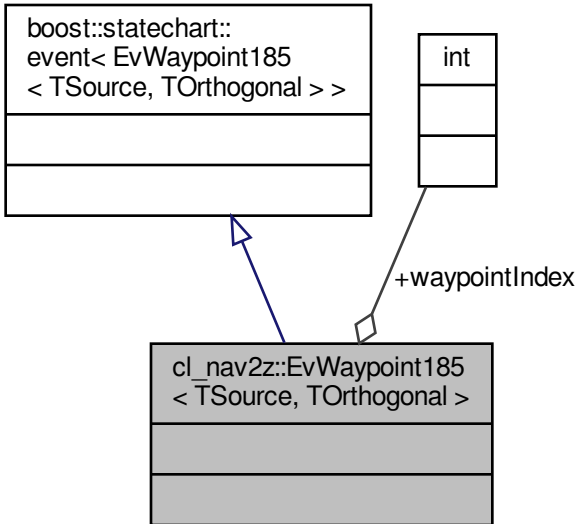 boost::statechart::
event< EvWaypoint185
< TSource, TOrthogonal > >
int
+waypointIndex
cl_nav2z::EvWaypoint185
< TSource, TOrthogonal >